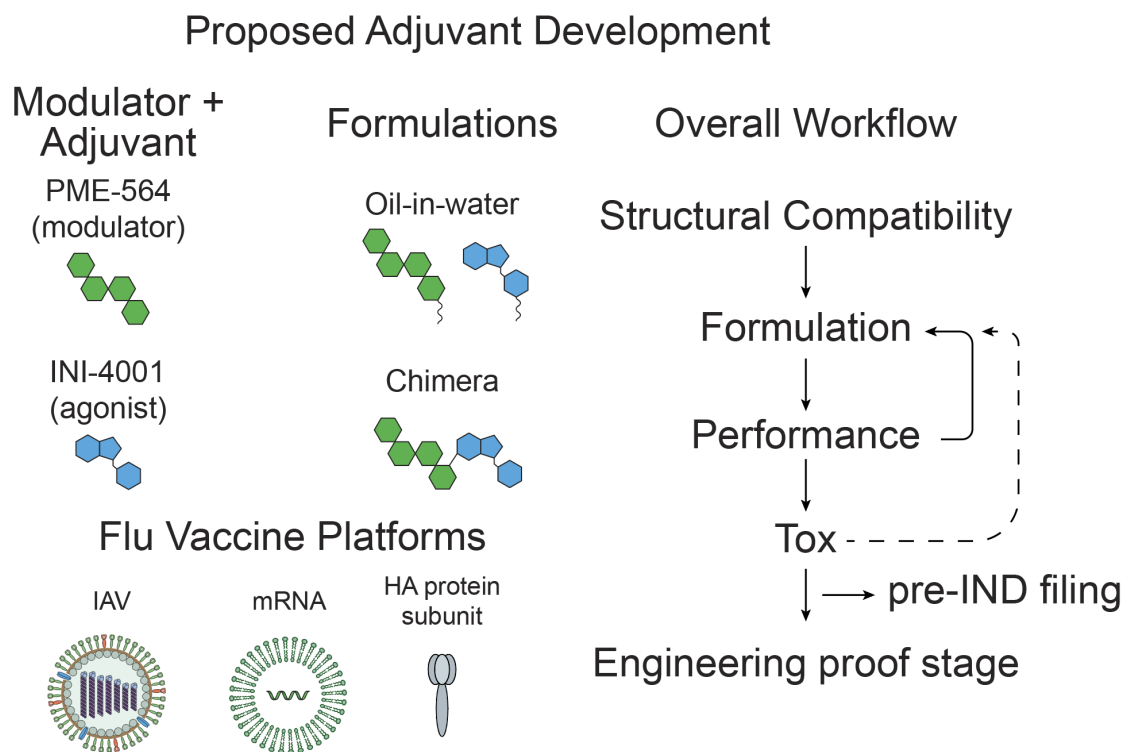 Proposed Adjuvant Development
Modulator +
Adjuvant
PME-564
(modulator)
INI-4001
(agonist)
Formulations
Oil-in-water
Chimera
Flu Vaccine Platforms
IAV
mRNA
HA protein
subunit
Overall Workflow
Structural Compatibility
Formulation
Performance
Tox
pre-IND filing
Engineering proof stage